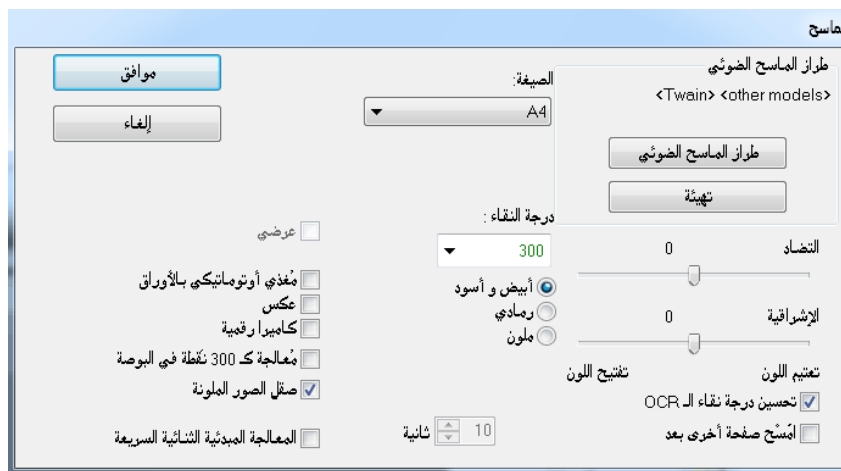 ماسح
طراز الماسح الضوئي
<Twain> <other models>
طراز الماسح الضوئي
تهيئة
الصيغة:
A4
موافق
إلغاء
درجة النقاء :
300
أبيض و أسود
رمادي
ملون
عرضي
مُغذي أوتوماتيكي بالأوراق
عكس
كاميرا رقمية
مُعالجة كـ 300 نقطة في البوصة
صقل الصور الملونة
المعالجة المبدئية الثنائية السريعة
التضاد 0
الإشراقية 0
تعتيم اللون تفتيح اللون
تحسين درجة نقاء الـ OCR
امْسْح صفحة أخرى بعد 10 ثانية